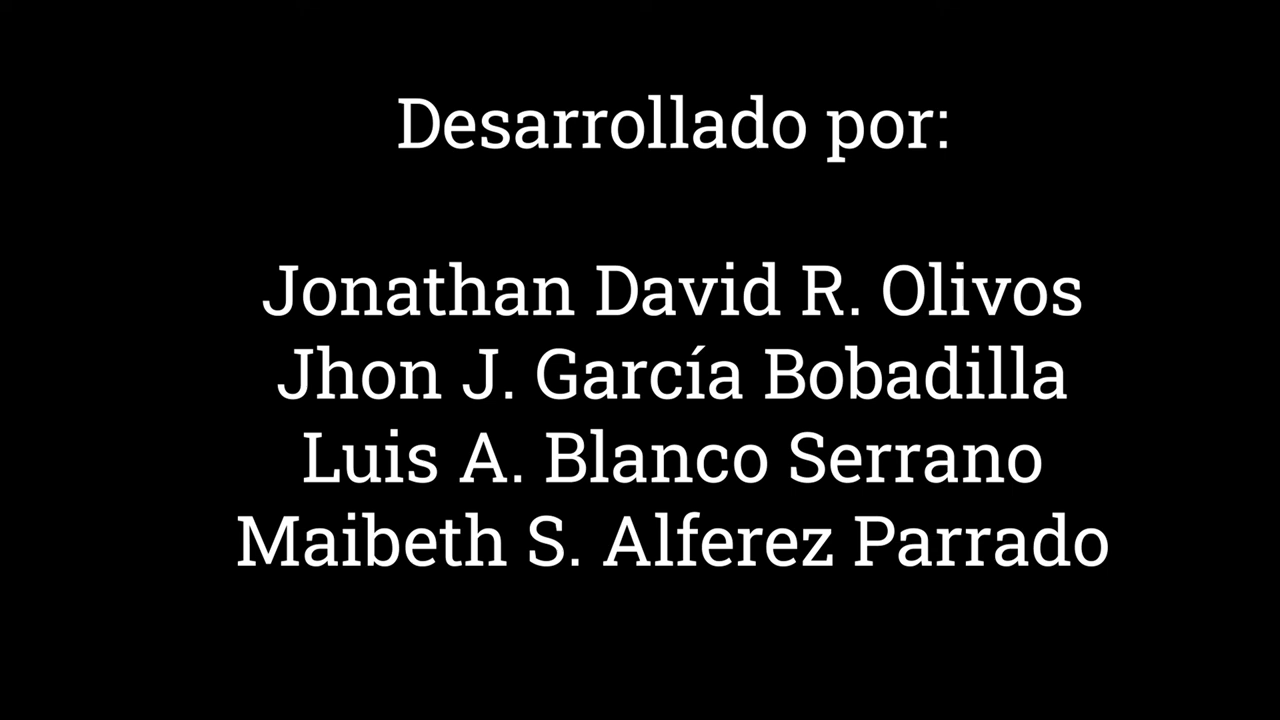 Desarrollado por:
Jonathan David R. Olivos
Jhon J. García Bobadilla
Luis A. Blanco Serrano
Maibeth S. Alferez Parrado